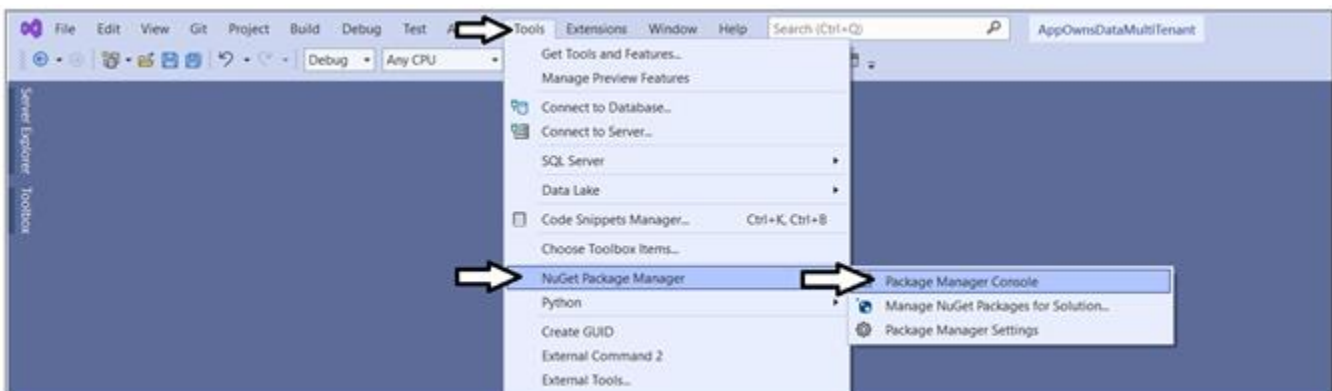 File Edit View Git Project Build Debug Test Tools Extensions Window Help Search (Ctrl+Q) AppOwnsDataMultiTenant
Debug Any CPU
Server Explorer
Toolbox
Get Tools and Features...
Manage Preview Features
Connect to Database...
Connect to Server...
SQL Server
Data Lake
Code Snippets Manager... Ctrl+K, Ctrl+B
Choose Toolbox Items...
NuGet Package Manager
Python
Create GUID
External Command 2
External Tools...
Package Manager Console
Manage NuGet Packages for Solution...
Package Manager Settings